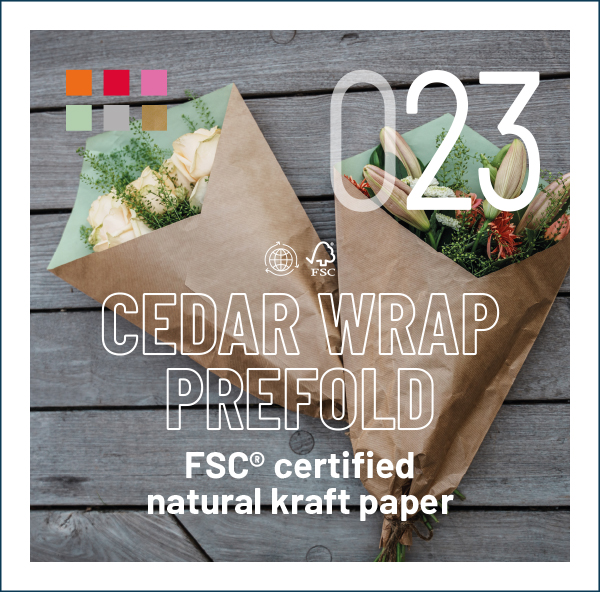 023
FSC
CEDAR WRAP
PREFOLD
FSC® certified
natural kraft paper